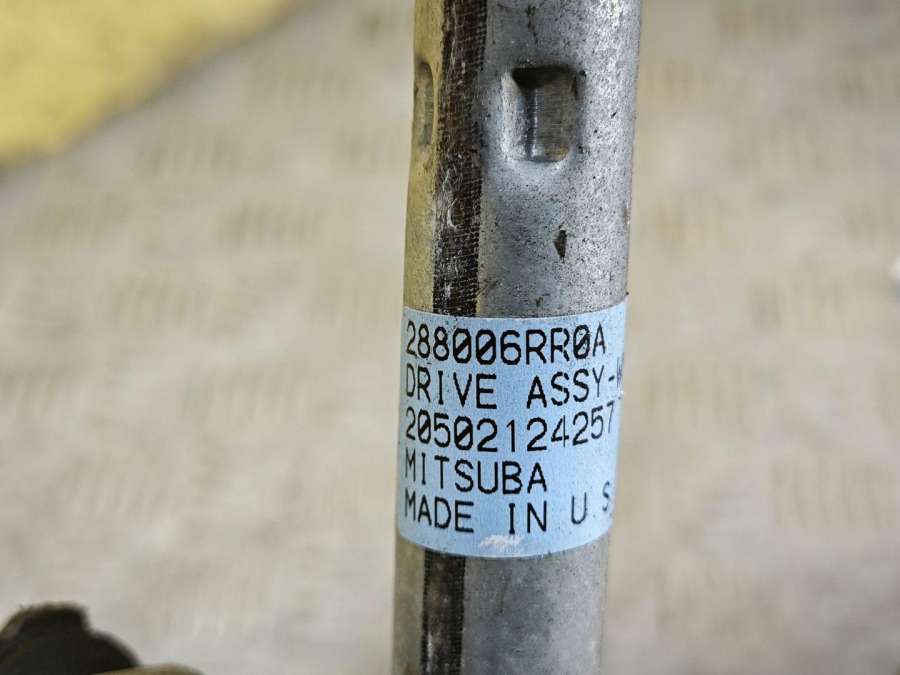 288006RR0A
DRIVE ASSY-W
20502124257
MITSUBA
MADE IN U.S